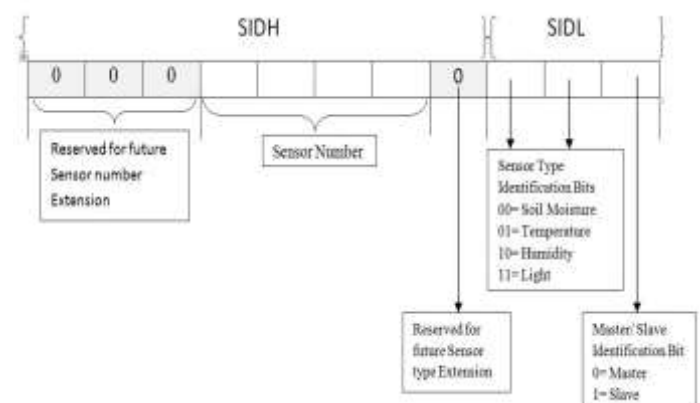 SIDH SIDL
0 0 0 0
Reserved for future
Sensor number
Extension
Sensor Number
Sensor Type
Identification Bits
00= Soil Moisture
01= Temperature
10= Humidity
11= Light
Reserved for
future Sensor
type Extension
Master/ Slave
Identification Bit
0= Master
1= Slave